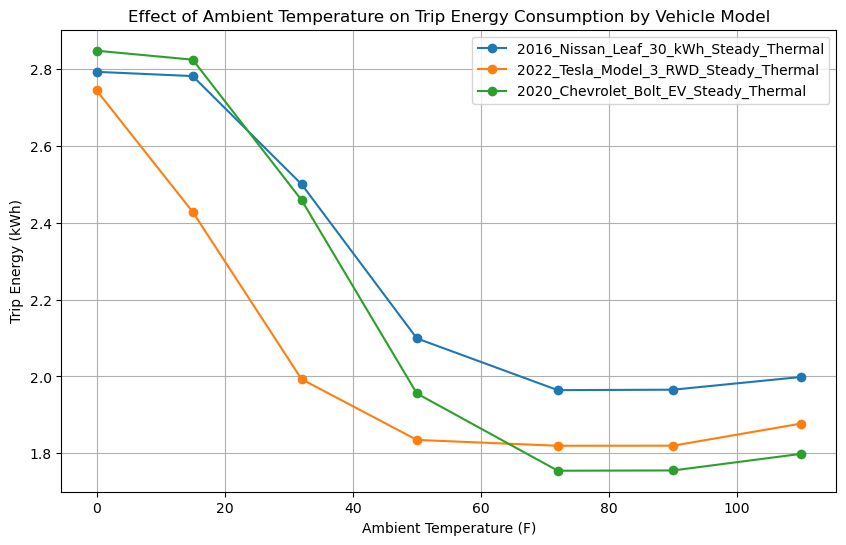 Effect of Ambient Temperature on Trip Energy Consumption by Vehicle Model
2016_Nissan_Leaf_30_kWh_Steady_Thermal
2022_Tesla_Model_3_RWD_Steady_Thermal
2020_Chevrolet_Bolt_EV_Steady_Thermal
Trip Energy (kWh)
2.8
2.6
2.4
2.2
2.0
1.8
0 20 40 60 80 100
Ambient Temperature (F)